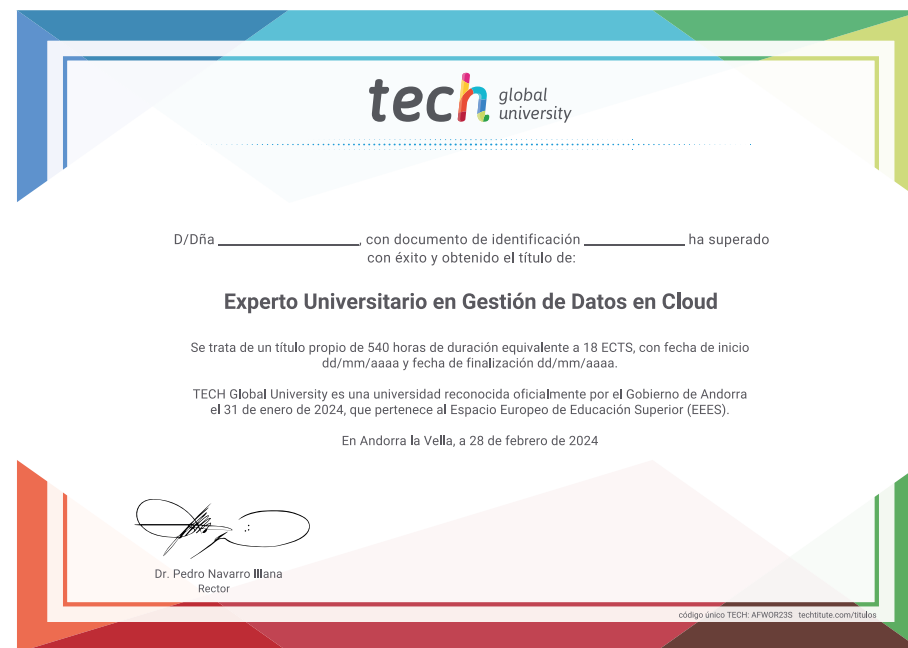 tech global
university
D/Dña ____________________, con documento de identificación ______________ ha superado
con éxito y obtenido el título de:
Experto Universitario en Gestión de Datos en Cloud
Se trata de un título propio de 540 horas de duración equivalente a 18 ECTS, con fecha de inicio
dd/mm/aaaa y fecha de finalización dd/mm/aaaa.
TECH Global University es una universidad reconocida oficialmente por el Gobierno de Andorra
el 31 de enero de 2024, que pertenece al Espacio Europeo de Educación Superior (EEES).
En Andorra la Vella, a 28 de febrero de 2024
Dr. Pedro Navarro Illana
Rector
código único TECH: AFWOR23S  techtitute.com/titulos